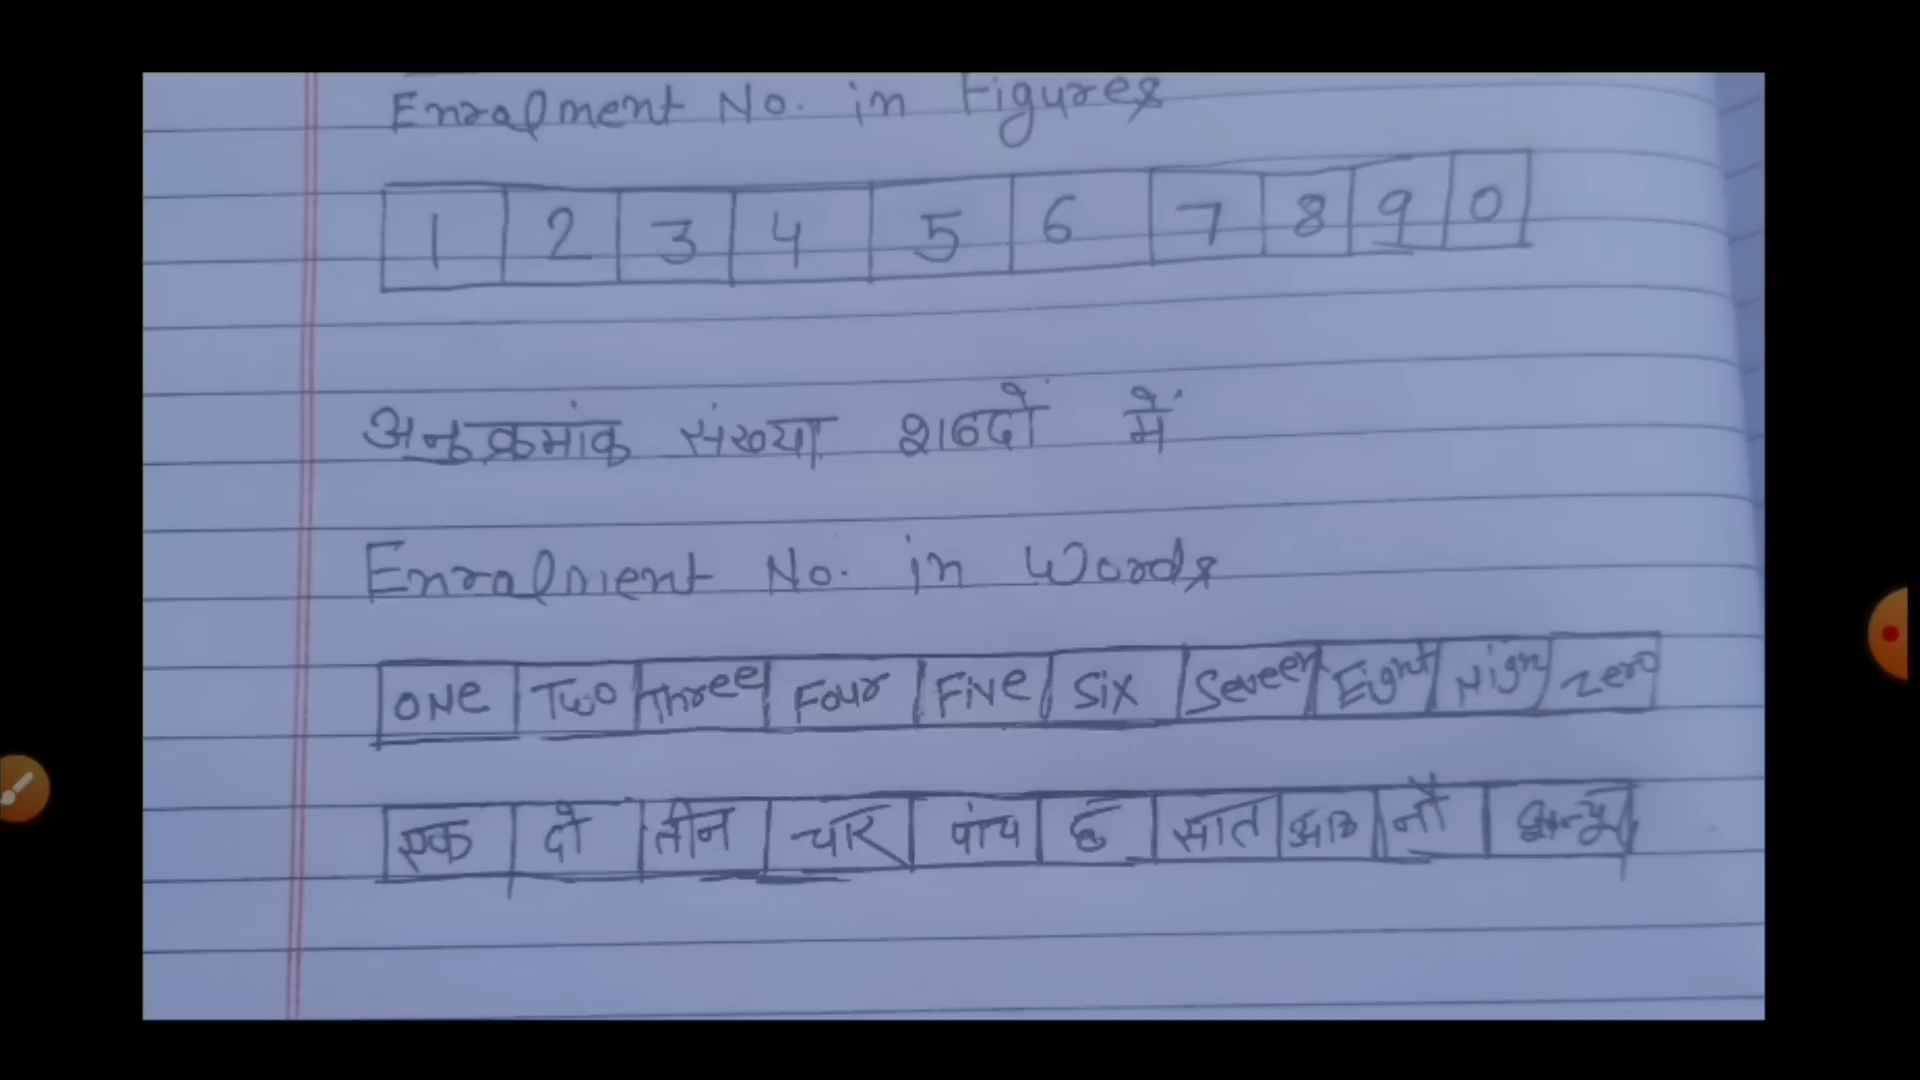 Enralment No. in Figures
1 2 3 4 5 6 7 8 9 0
अनुक्रमांक संख्या शब्दों में
Enralment No. in Words
ONe Two Three Four Five Six Seveen Eight Nign Zero
एक दो तीन चार पांच छै सात आठ नौ